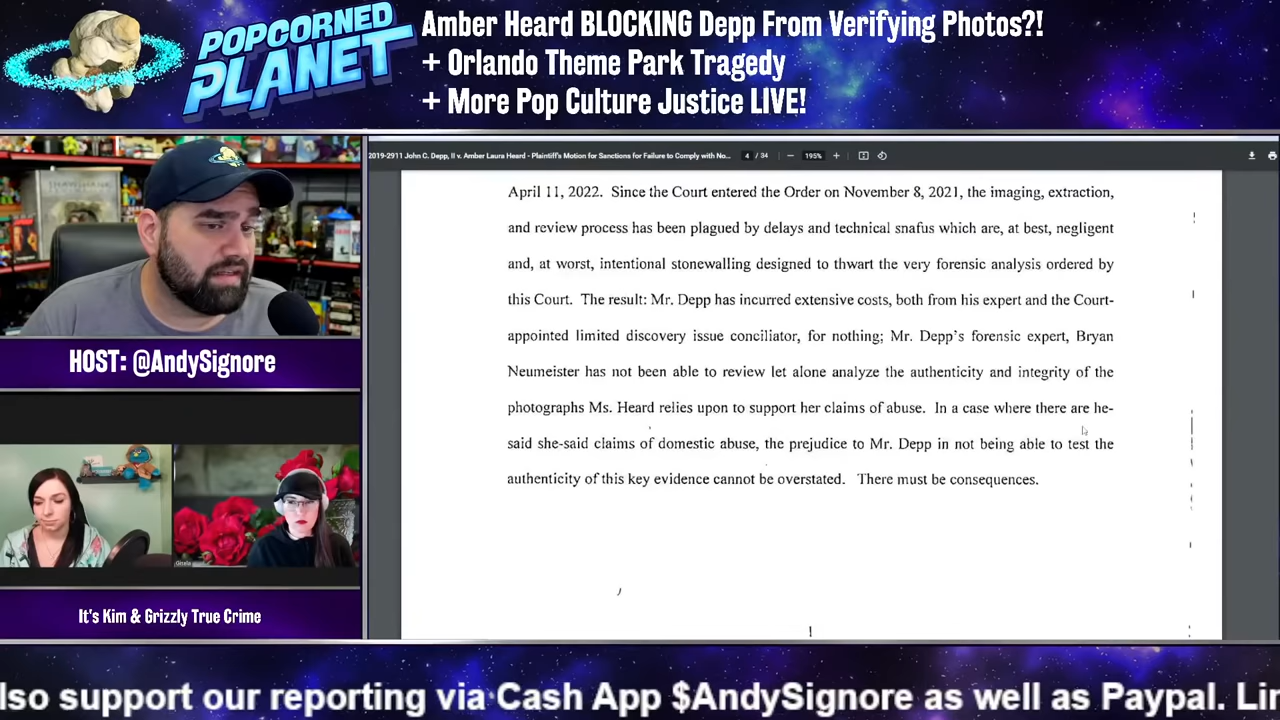 POPCORNED
PLANET
Amber Heard BLOCKING Depp From Verifying Photos?!
+ Orlando Theme Park Tragedy
+ More Pop Culture Justice LIVE!
2019-2911 John C. Depp, II v. Amber Laura Heard - Plaintiff's Motion for Sanctions for Failure to Comply with No... 4 / 34 195%
April 11, 2022. Since the Court entered the Order on November 8, 2021, the imaging, extraction,
and review process has been plagued by delays and technical snafus which are, at best, negligent
and, at worst, intentional stonewalling designed to thwart the very forensic analysis ordered by
this Court. The result: Mr. Depp has incurred extensive costs, both from his expert and the Court-
appointed limited discovery issue conciliator, for nothing; Mr. Depp's forensic expert, Bryan
Neumeister has not been able to review let alone analyze the authenticity and integrity of the
photographs Ms. Heard relies upon to support her claims of abuse. In a case where there are he-
said she-said claims of domestic abuse, the prejudice to Mr. Depp in not being able to test the
authenticity of this key evidence cannot be overstated. There must be consequences.
HOST: @AndySignore
Gisela
It's Kim & Grizzly True Crime
lso support our reporting via Cash App $AndySignore as well as Paypal. Lin